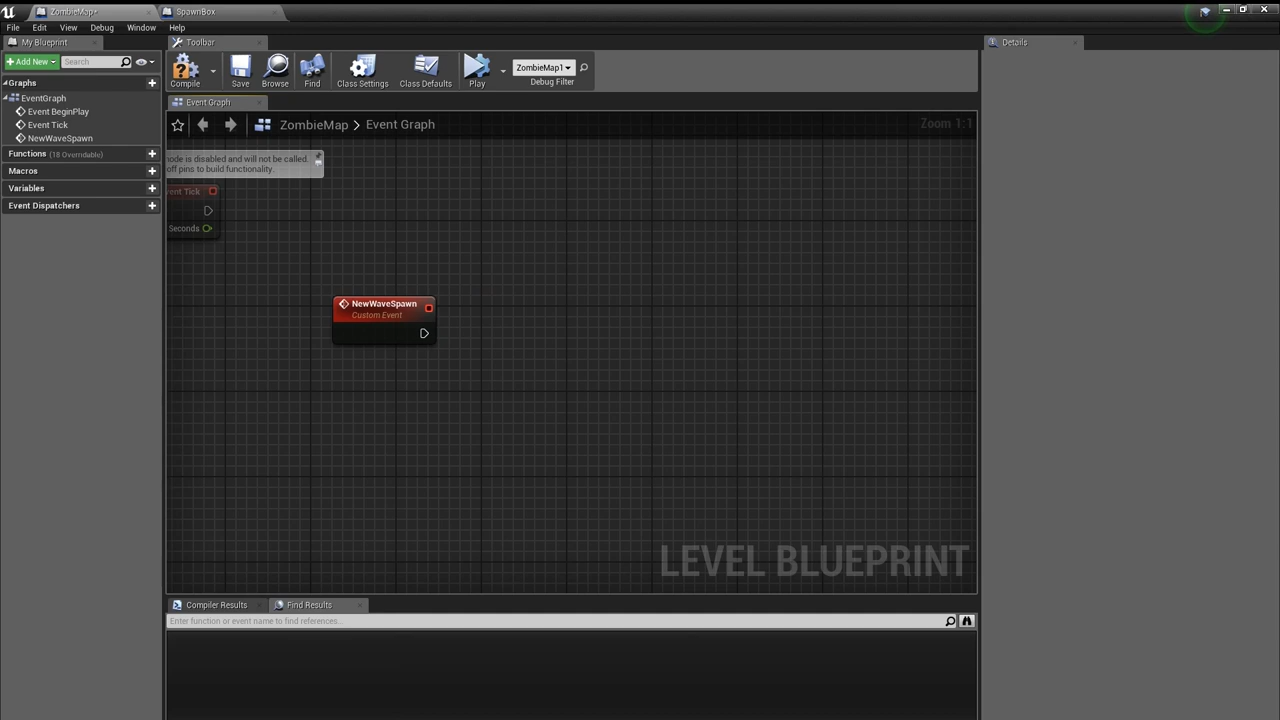 ZombieMap*
SpawnBox
File Edit View Debug Window Help
My Blueprint
Toolbar
Details
Add New
Search
Compile
Save
Browse
Find
Class Settings
Class Defaults
Play
ZombieMap1
Debug Filter
Graphs
EventGraph
Event BeginPlay
Event Tick
NewWaveSpawn
Functions (18 Overridable)
Macros
Variables
Event Dispatchers
Event Graph
ZombieMap > Event Graph
Zoom 1:1
node is disabled and will not be called.
off pins to build functionality.
vent Tick
Seconds
NewWaveSpawn
Custom Event
LEVEL BLUEPRINT
Compiler Results
Find Results
Enter function or event name to find references...